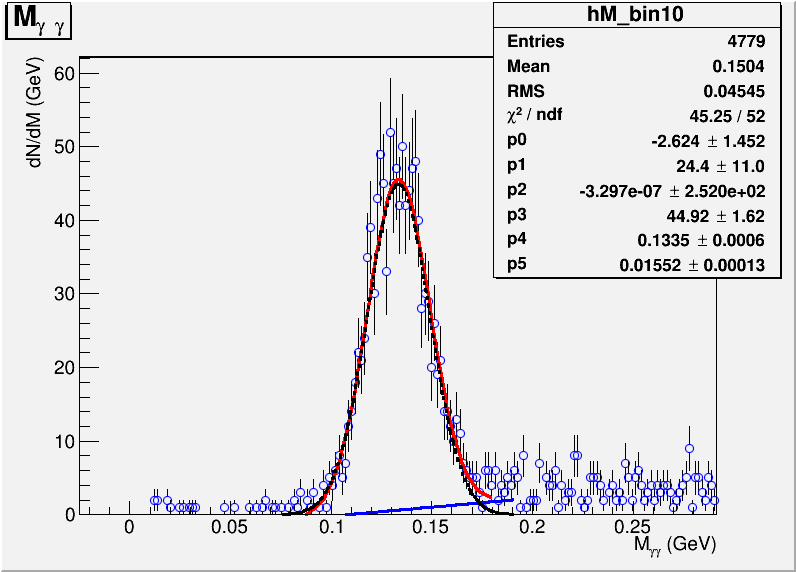 M γ γ
hM_bin10
Entries 4779
Mean 0.1504
RMS 0.04545
χ² / ndf 45.25 / 52
p0 -2.624 ± 1.452
p1 24.4 ± 11.0
p2 -3.297e-07 ± 2.520e+02
p3 44.92 ± 1.62
p4 0.1335 ± 0.0006
p5 0.01552 ± 0.00013
dN/dM (GeV)
60
50
40
30
20
10
0
0 0.05 0.1 0.15 0.2 0.25
M γγ (GeV)